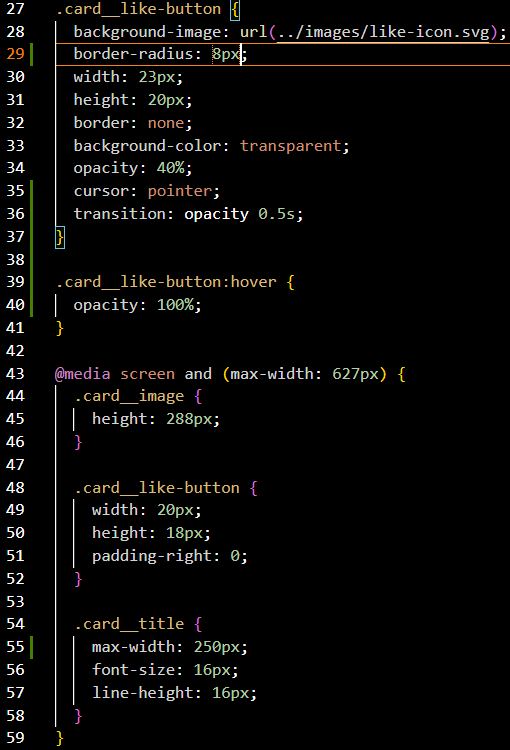 27 .card__like-button {
28 background-image: url(../images/like-icon.svg);
29 border-radius: 8px;
30 width: 23px;
31 height: 20px;
32 border: none;
33 background-color: transparent;
34 opacity: 40%;
35 cursor: pointer;
36 transition: opacity 0.5s;
37 }
38
39 .card__like-button:hover {
40 opacity: 100%;
41 }
42
43 @media screen and (max-width: 627px) {
44 .card__image {
45 height: 288px;
46 }
47
48 .card__like-button {
49 width: 20px;
50 height: 18px;
51 padding-right: 0;
52 }
53
54 .card__title {
55 max-width: 250px;
56 font-size: 16px;
57 line-height: 16px;
58 }
59 }